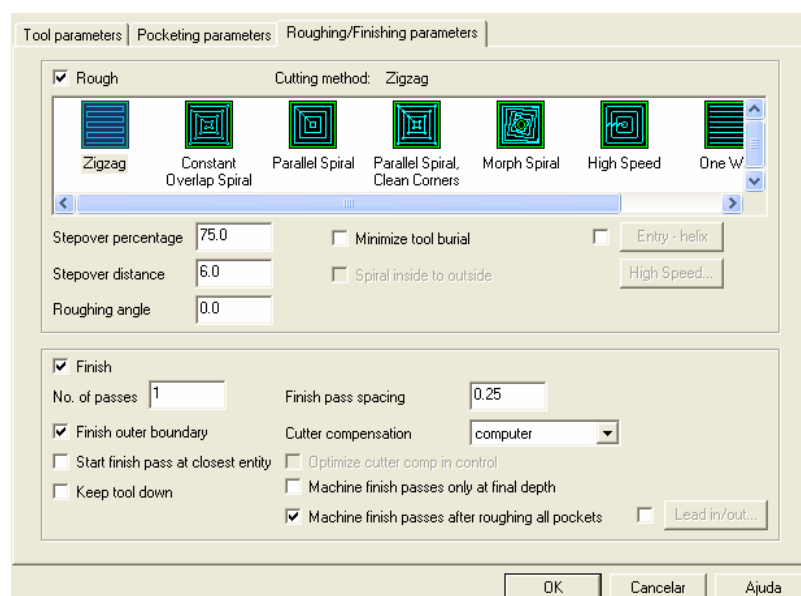 Tool parameters Pocketing parameters Roughing/Finishing parameters
Rough Cutting method: Zigzag
Zigzag Constant Overlap Spiral Parallel Spiral Parallel Spiral, Clean Corners Morph Spiral High Speed One W
Stepover percentage 75.0 Minimize tool burial Entry - helix
Stepover distance 6.0 Spiral inside to outside High Speed...
Roughing angle 0.0
Finish
No. of passes 1 Finish pass spacing 0.25
Finish outer boundary Cutter compensation computer
Start finish pass at closest entity Optimize cutter comp in control
Keep tool down Machine finish passes only at final depth
Machine finish passes after roughing all pockets Lead in/out...
OK Cancelar Ajuda